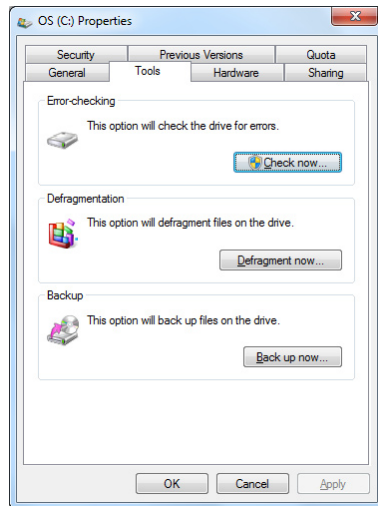 OS (C:) Properties
Security Previous Versions Quota
General Tools Hardware Sharing
Error-checking
This option will check the drive for errors.
Check now...
Defragmentation
This option will defragment files on the drive.
Defragment now...
Backup
This option will back up files on the drive.
Back up now...
OK Cancel Apply